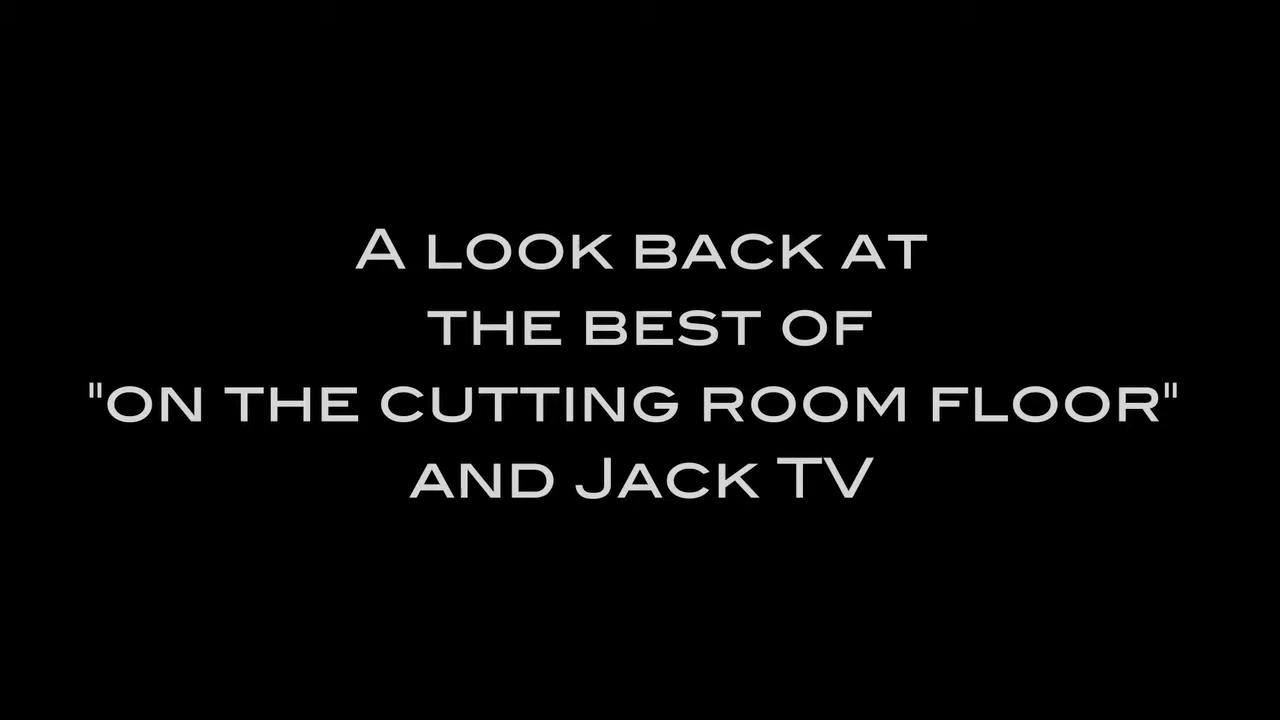 A LOOK BACK AT
THE BEST OF
"ON THE CUTTING ROOM FLOOR"
AND JACK TV